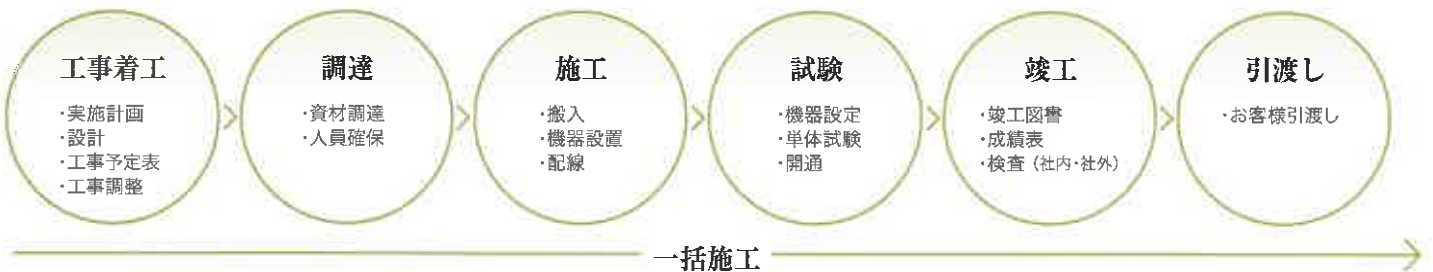 工事着工
・実施計画
・設計
・工事予定表
・工事調整
調達
・資材調達
・人員確保
施工
・搬入
・機器設置
・配線
試験
・機器設定
・単体試験
・開通
竣工
・竣工図書
・成績表
・検査（社内・社外）
引渡し
・お客様引渡し
一括施工